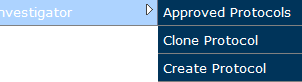 nvestigator
Approved Protocols
Clone Protocol
Create Protocol